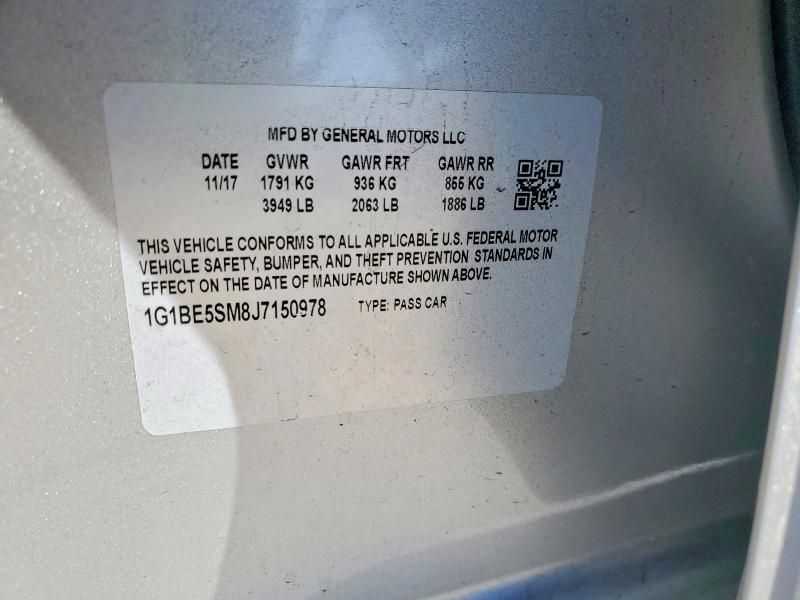 MFD BY GENERAL MOTORS LLC
DATE GVWR GAWR FRT GAWR RR
11/17 1791 KG 936 KG 855 KG
3949 LB 2063 LB 1886 LB
THIS VEHICLE CONFORMS TO ALL APPLICABLE U.S. FEDERAL MOTOR
VEHICLE SAFETY, BUMPER, AND THEFT PREVENTION STANDARDS IN
EFFECT ON THE DATE OF MANUFACTURE SHOWN ABOVE.
1G1BE5SM8J7150978 TYPE: PASS CAR